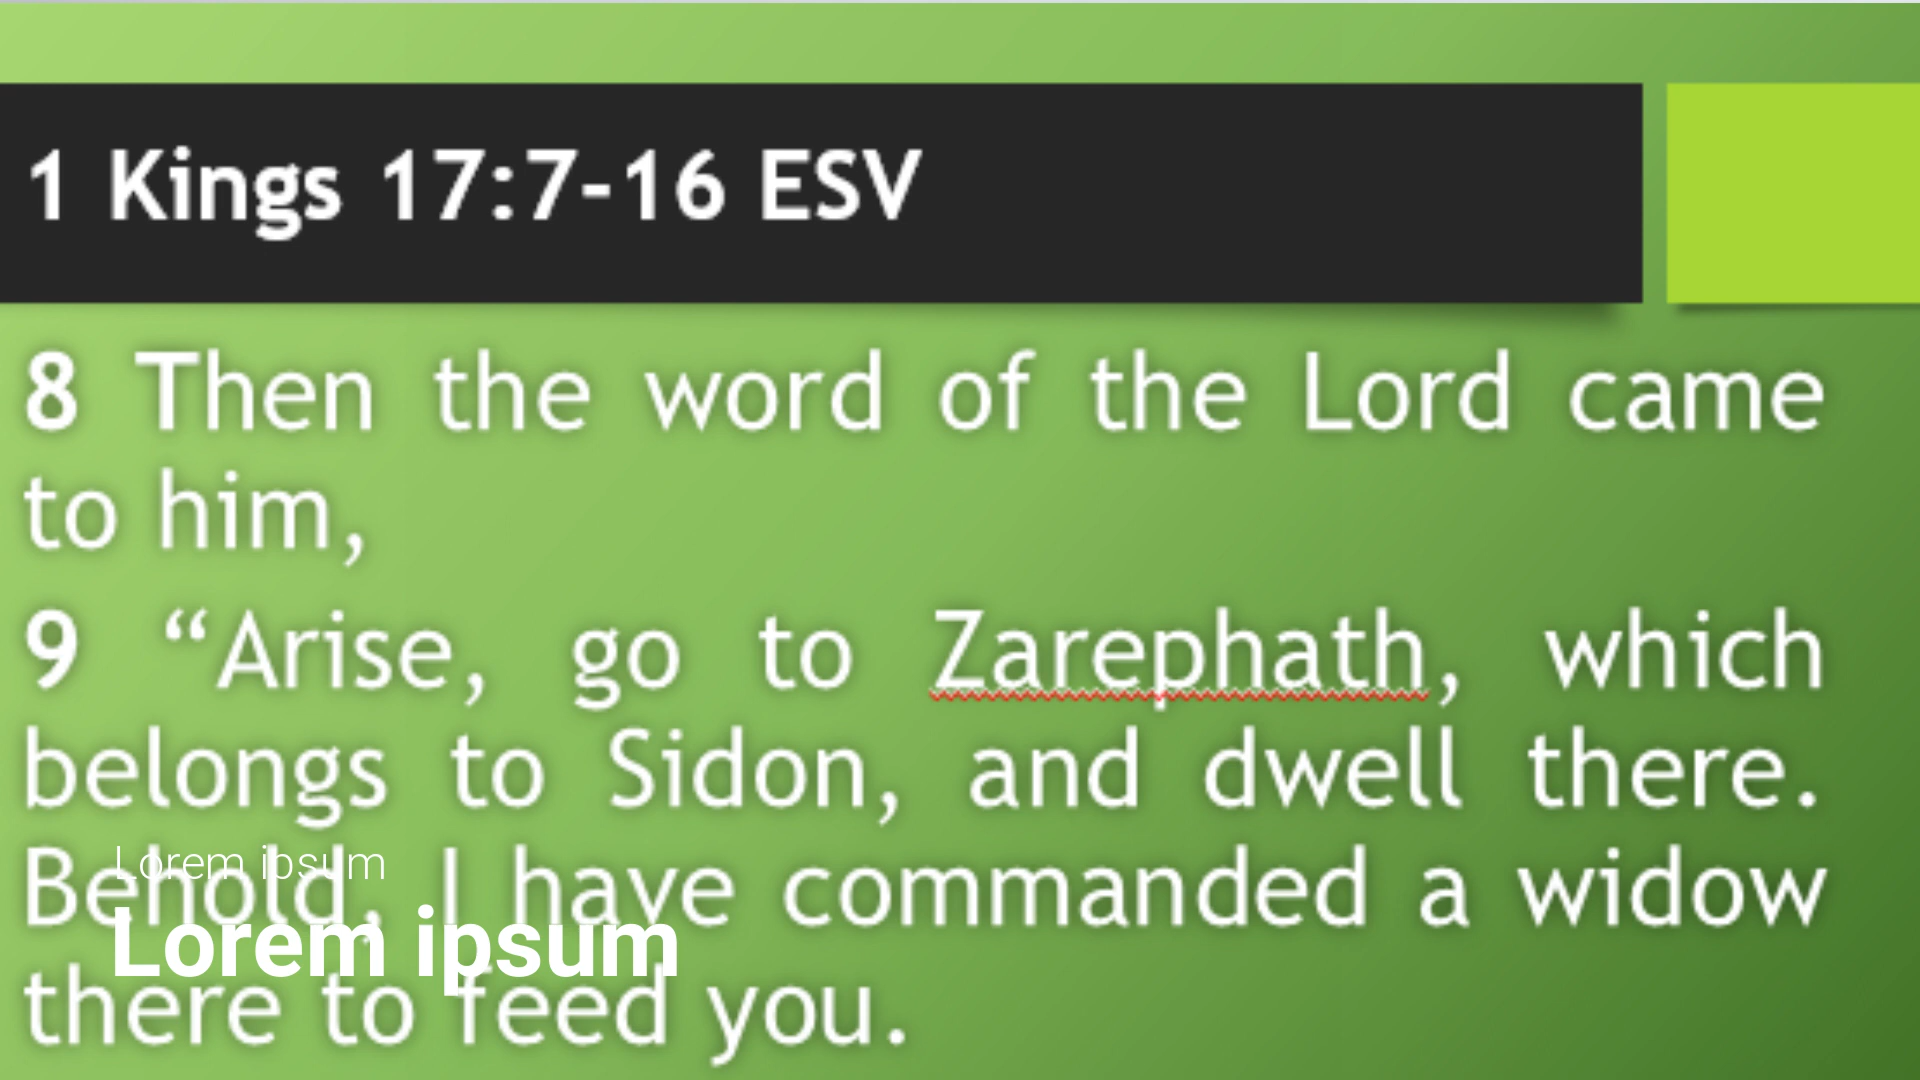 1 Kings 17:7-16 ESV
8 Then the word of the Lord came
to him,
9 “Arise, go to Zarephath, which
belongs to Sidon, and dwell there.
Behold, I have commanded a widow
there to feed you.
Lorem ipsum
Lorem ipsum